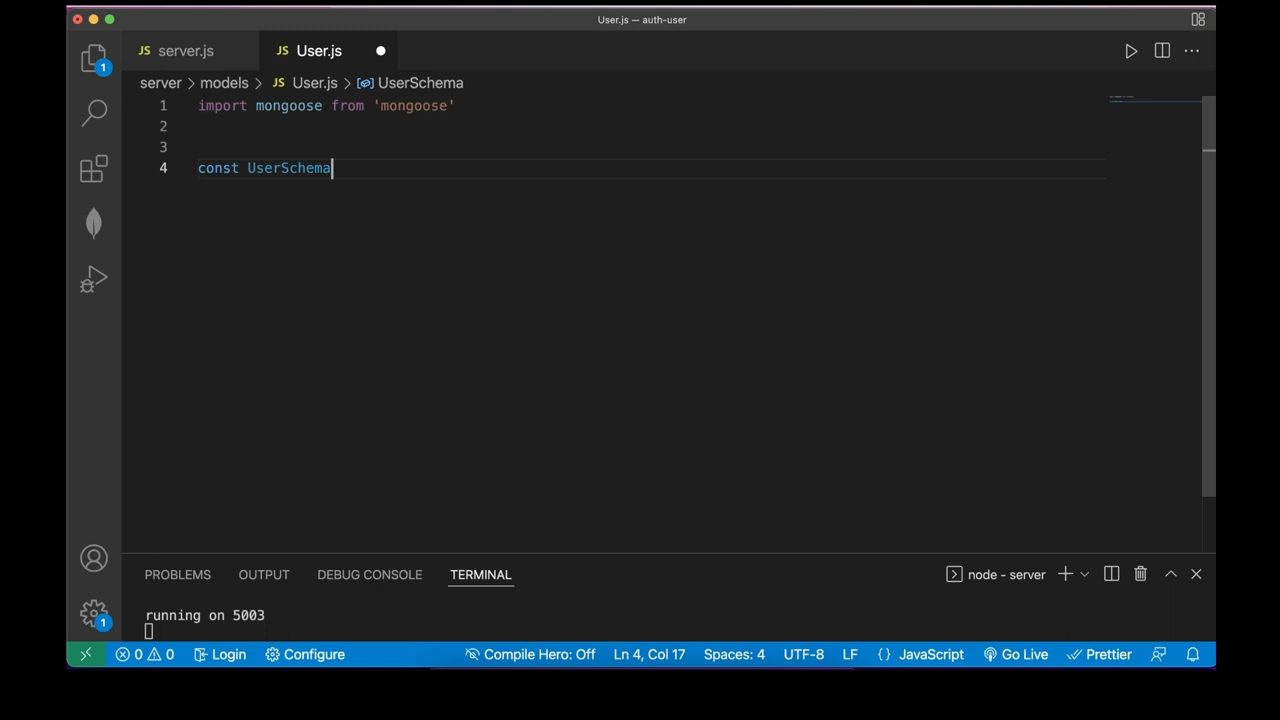 User.js — auth-user
JS server.js JS User.js
server > models > JS User.js > UserSchema
1 import mongoose from 'mongoose'
2
3
4 const UserSchema
1
PROBLEMS OUTPUT DEBUG CONSOLE TERMINAL node - server
running on 5003
1
0 0 Login Configure Compile Hero: Off Ln 4, Col 17 Spaces: 4 UTF-8 LF {} JavaScript Go Live Prettier